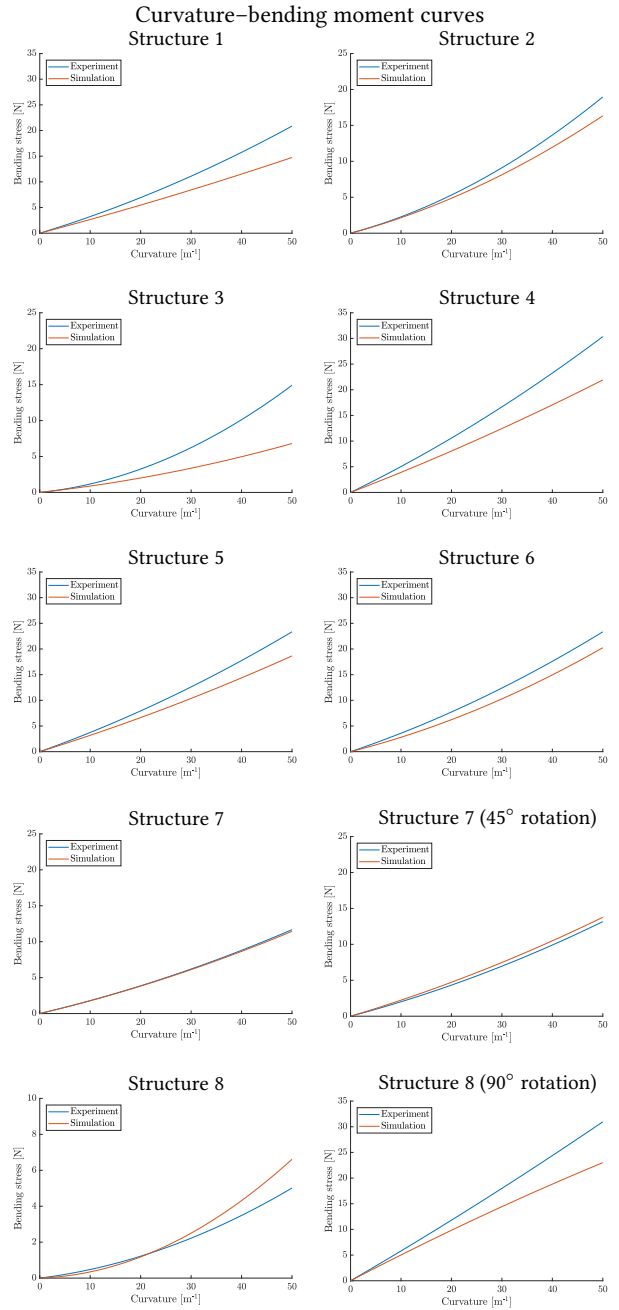 Curvature–bending moment curves
Structure 1
35
30
25
20
15
10
5
0
Bending stress [N]
Experiment
Simulation
0 10 20 30 40 50
Curvature [m⁻¹]
Structure 2
25
20
15
10
5
0
Bending stress [N]
Experiment
Simulation
0 10 20 30 40 50
Curvature [m⁻¹]
Structure 3
25
20
15
10
5
0
Bending stress [N]
Experiment
Simulation
0 10 20 30 40 50
Curvature [m⁻¹]
Structure 4
35
30
25
20
15
10
5
0
Bending stress [N]
Experiment
Simulation
0 10 20 30 40 50
Curvature [m⁻¹]
Structure 5
35
30
25
20
15
10
5
0
Bending stress [N]
Experiment
Simulation
0 10 20 30 40 50
Curvature [m⁻¹]
Structure 6
35
30
25
20
15
10
5
0
Bending stress [N]
Experiment
Simulation
0 10 20 30 40 50
Curvature [m⁻¹]
Structure 7
25
20
15
10
5
0
Bending stress [N]
Experiment
Simulation
0 10 20 30 40 50
Curvature [m⁻¹]
Structure 7 (45° rotation)
25
20
15
10
5
0
Bending stress [N]
Experiment
Simulation
0 10 20 30 40 50
Curvature [m⁻¹]
Structure 8
10
8
6
4
2
0
Bending stress [N]
Experiment
Simulation
0 10 20 30 40 50
Curvature [m⁻¹]
Structure 8 (90° rotation)
35
30
25
20
15
10
5
0
Bending stress [N]
Experiment
Simulation
0 10 20 30 40 50
Curvature [m⁻¹]